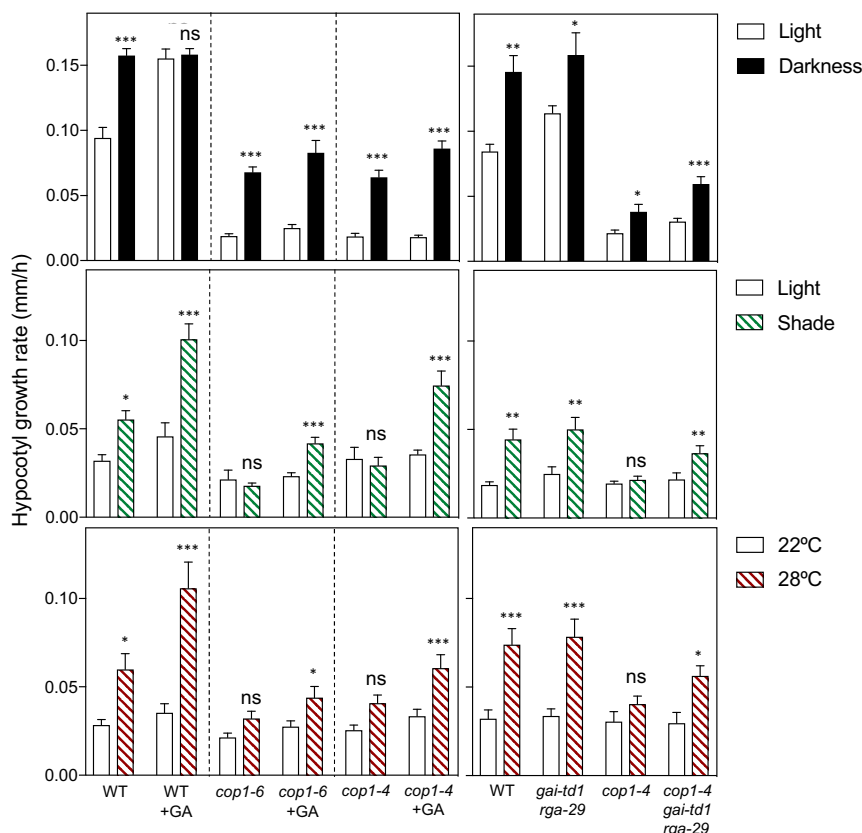 Hypocotyl growth rate (mm/h)
0.15
0.10
0.05
0.00
***
ns
***
***
***
***
**
*
*
***
Light
Darkness
0.10
0.05
0.00
*
***
ns
***
ns
***
**
**
ns
**
Light
Shade
0.10
0.05
0.00
*
***
ns
*
ns
***
***
***
ns
*
22ºC
28ºC
WT
WT
+GA
cop1-6
cop1-6
+GA
cop1-4
cop1-4
+GA
WT
gai-td1
rga-29
cop1-4
cop1-4
gai-td1
rga-29